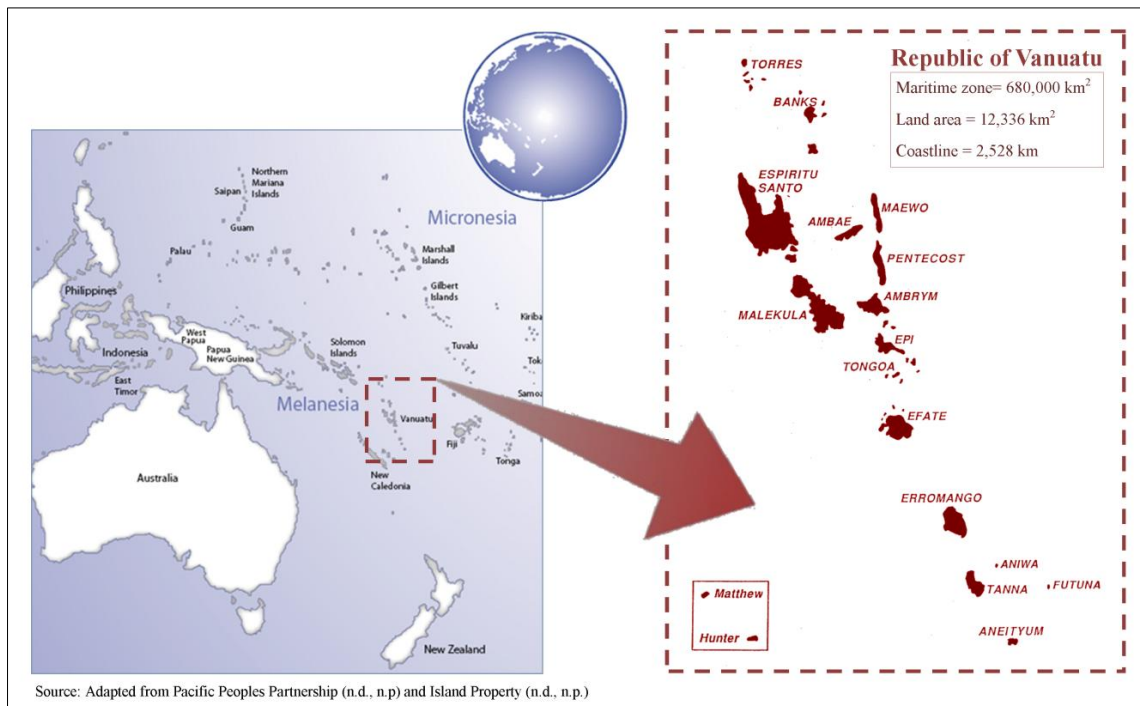 Northern
Mariana
Islands
Saipan
Guam
Micronesia
Palau
Marshall
Islands
Philippines
Gilbert
Islands
Kiriba
West
Papua
Papua
New Guinea
Indonesia
Solomon
Islands
Tuvalu
Tok
East
Timor
Samoa
Melanesia
Vanuatu
Fiji
Tonga
New
Caledonia
Australia
New Zealand
Republic of Vanuatu
Maritime zone= 680,000 km²
Land area = 12,336 km²
Coastline = 2,528 km
TORRES
BANKS
ESPIRITU
SANTO
AMBAE
MAEWO
PENTECOST
AMBRYM
MALEKULA
EPI
TONGOA
EFATE
ERROMANGO
ANIWA
TANNA
FUTUNA
ANEITYUM
Matthew
Hunter
Source: Adapted from Pacific Peoples Partnership (n.d., n.p) and Island Property (n.d., n.p.)